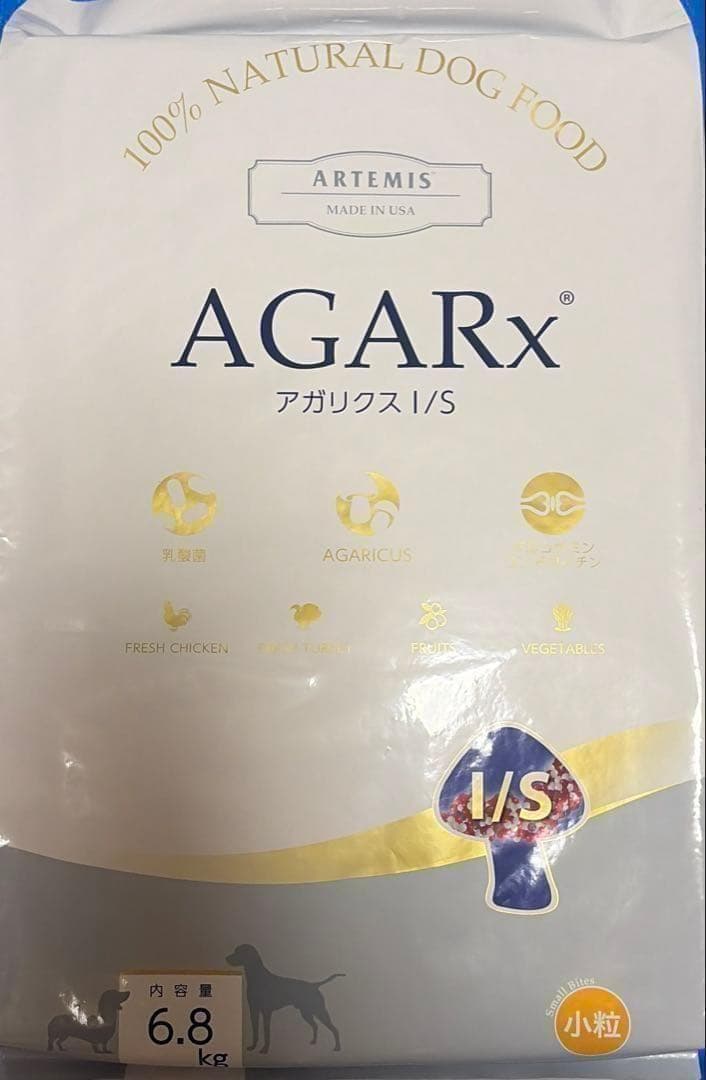 100% NATURAL DOG FOOD
ARTEMIS
MADE IN USA
AGARx®
アガリクス I/S
乳酸菌
AGARICUS
FRESH CHICKEN
FRUITS
VEGETABLES
I/S
内容量
6.8
kg
Small Bites
小粒